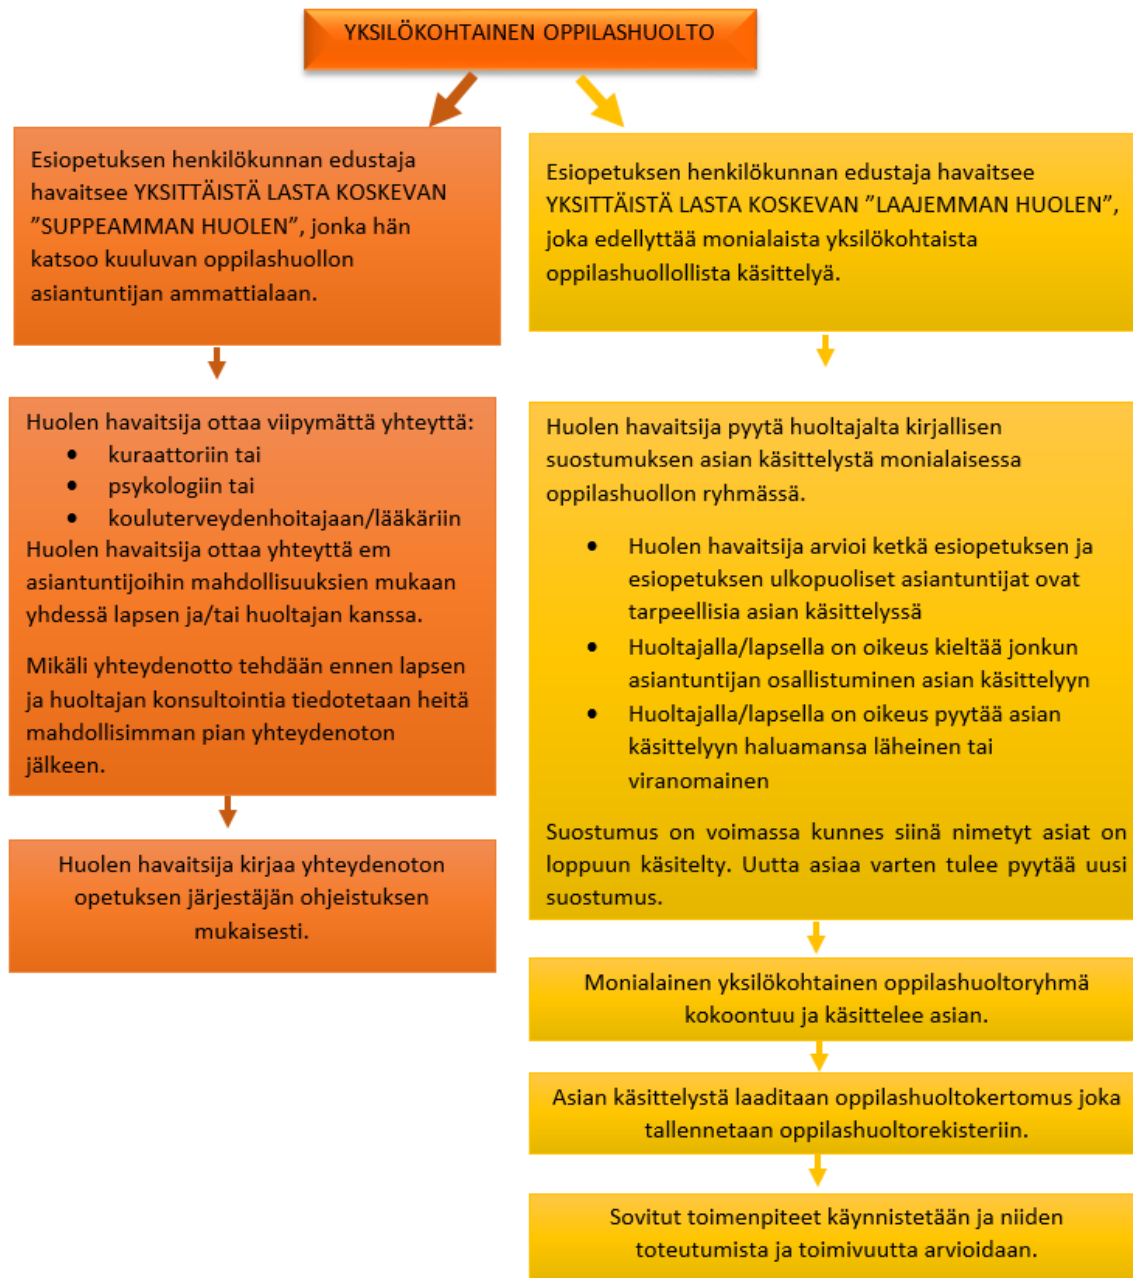 YKSILÖKOHTAINEN OPPILASHUOLTO
Esiopetuksen henkilökunnan edustaja
havaitsee YKSITTÄISTÄ LASTA KOSKEVAN
”SUPPEAMMAN HUOLEN”, jonka hän
katsoo kuuluvan oppilashuollon
asiantuntijan ammattialaan.
Huolen havaitsija ottaa viipymättä yhteyttä:
• kuraattoriin tai
• psykologiin tai
• kouluterveydenhoitajaan/lääkäriin
Huolen havaitsija ottaa yhteyttä em
asiantuntijoihin mahdollisuuksien mukaan
yhdessä lapsen ja/tai huoltajan kanssa.
Mikäli yhteydenotto tehdään ennen lapsen
ja huoltajan konsultointia tiedotetaan heitä
mahdollisimman pian yhteydenoton
jälkeen.
Huolen havaitsija kirjaa yhteydenoton
opetuksen järjestäjän ohjeistuksen
mukaisesti.
Esiopetuksen henkilökunnan edustaja havaitsee
YKSITTÄISTÄ LASTA KOSKEVAN ”LAAJEMMAN HUOLEN”,
joka edellyttää monialaista yksilökohtaista
oppilashuollollista käsittelyä.
Huolen havaitsija pyytä huoltajalta kirjallisen
suostumuksen asian käsittelystä monialaisessa
oppilashuollon ryhmässä.
• Huolen havaitsija arvioi ketkä esiopetuksen ja
esiopetuksen ulkopuoliset asiantuntijat ovat
tarpeellisia asian käsittelyssä
• Huoltajalla/lapsella on oikeus kieltää jonkun
asiantuntijan osallistuminen asian käsittelyyn
• Huoltajalla/lapsella on oikeus pyytää asian
käsittelyyn haluamansa läheinen tai
viranomainen
Suostumus on voimassa kunnes siinä nimetyt asiat on
loppuun käsitelty. Uutta asiaa varten tulee pyytää uusi
suostumus.
Monialainen yksilökohtainen oppilashuoltoryhmä
kokoontuu ja käsittelee asian.
Asian käsittelystä laaditaan oppilashuoltokertomus joka
tallennetaan oppilashuoltorekisteriin.
Sovitut toimenpiteet käynnistetään ja niiden
toteutumista ja toimivuutta arvioidaan.